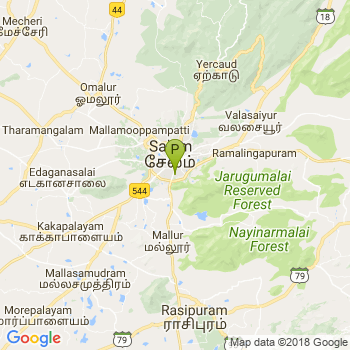 Mecheri
மேச்சேரி
44
18
Yercaud
ஏற்காடு
Omalur
ஓமலூர்
Valasaiyur
வலசையூர்
Tharamangalam
Mallamooppampatti
P
சேலம்
Ramalingapuram
Edaganasalai
எடகானசாலை
Jarugumalai
Reserved
Forest
544
Kakapalayam
காக்காபாளையம்
Mallur
மல்லூர்
Nayinarmalai
Forest
Mallasamudram
மல்லசமுத்திரம்
79
Morepalayam
மோர்ப்பாளையம்
79
Rasipuram
ராசிபுரம்
Map data ©2018 Google